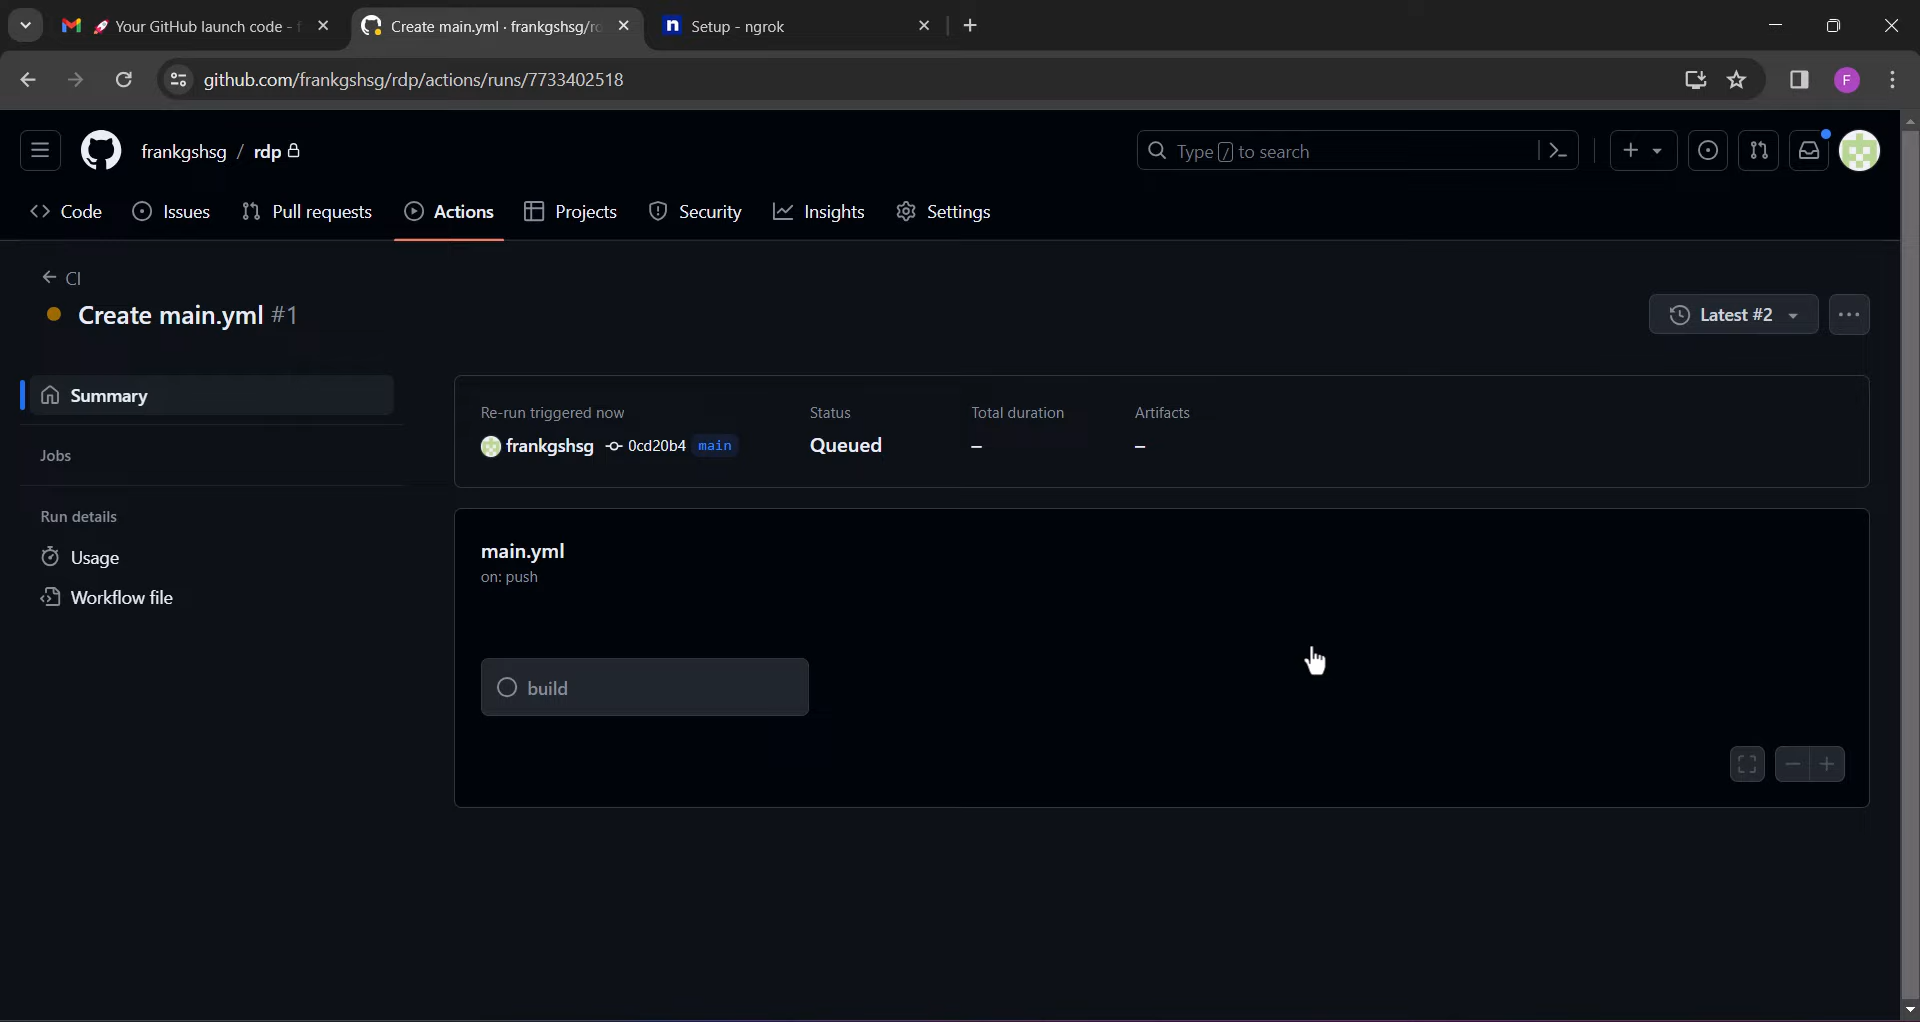 🚀 Your GitHub launch code - f
Create main.yml · frankgshsg/rd
Setup - ngrok
github.com/frankgshsg/rdp/actions/runs/7733402518
F
frankgshsg / rdp
Type / to search
Code
Issues
Pull requests
Actions
Projects
Security
Insights
Settings
← CI
Create main.yml #1
Latest #2
Summary
Jobs
Run details
Usage
Workflow file
Re-run triggered now
frankgshsg 0cd20b4 main
Status
Queued
Total duration
–
Artifacts
–
main.yml
on: push
build